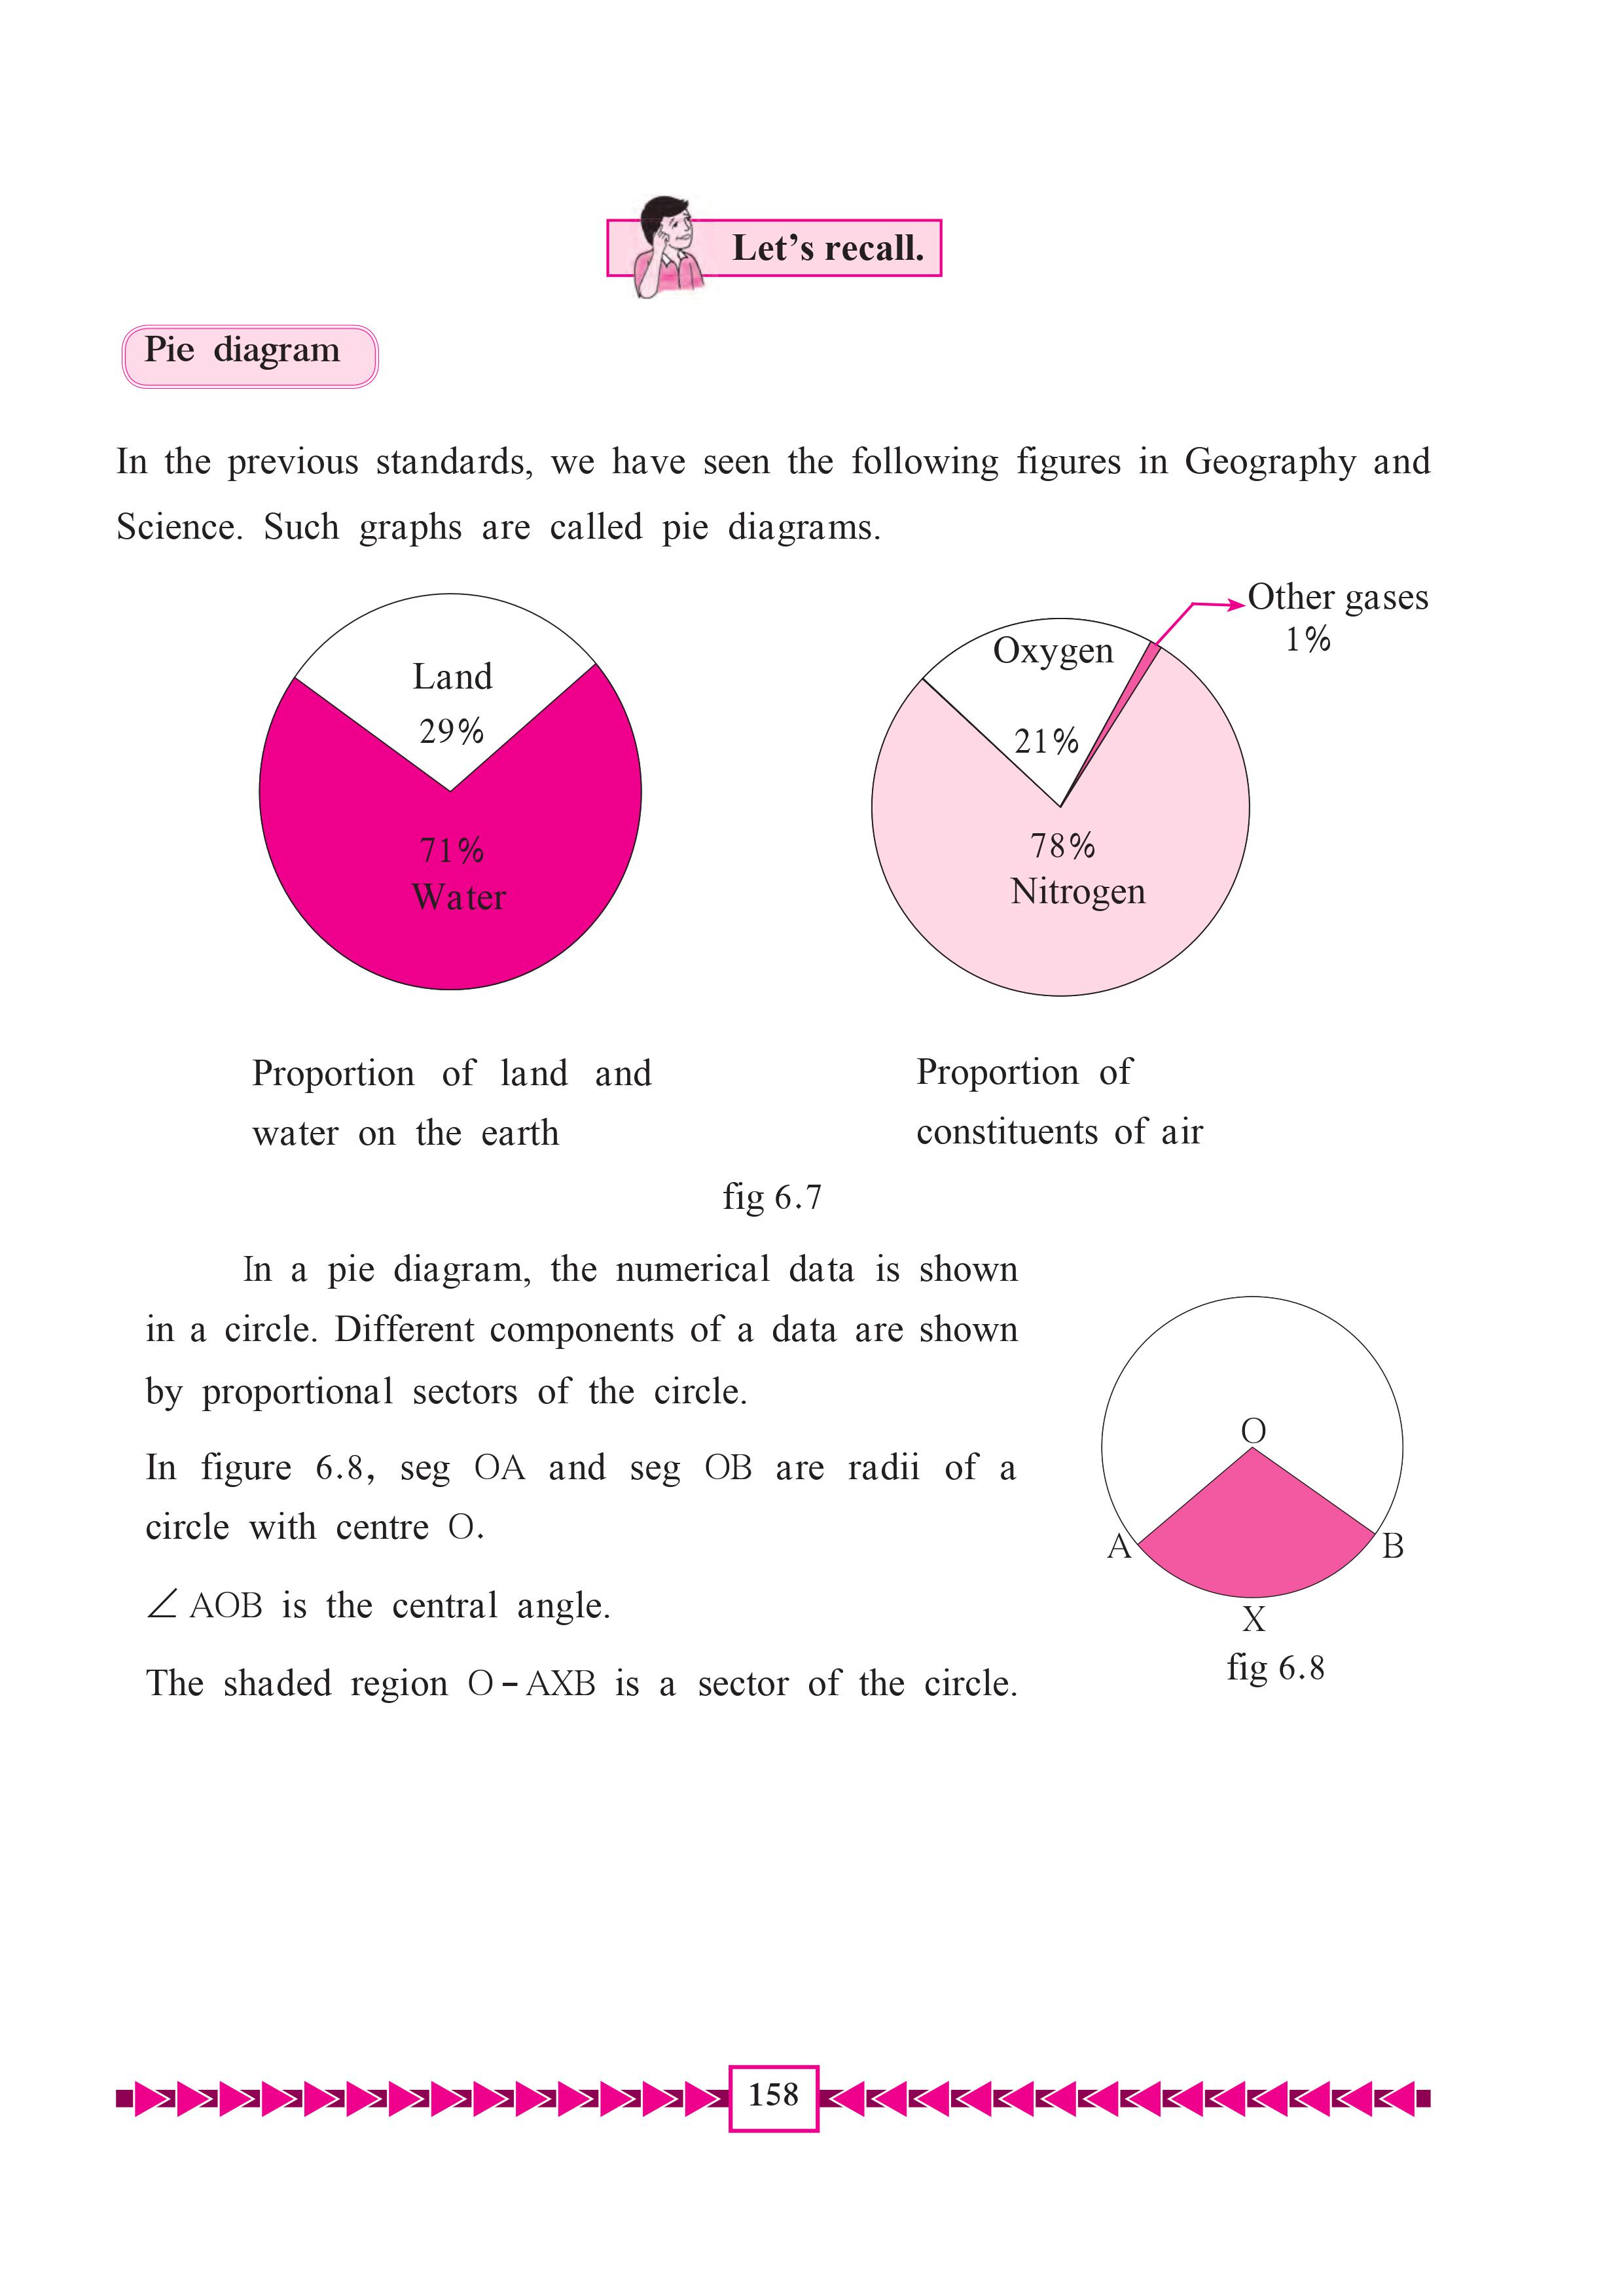 Let’s recall.
Pie diagram
In the previous standards, we have seen the following figures in Geography and
Science. Such graphs are called pie diagrams.
Land
29%
71%
Water
Other gases
1%
Oxygen
21%
78%
Nitrogen
Proportion of land and
water on the earth
Proportion of
constituents of air
fig 6.7
In a pie diagram, the numerical data is shown
in a circle. Different components of a data are shown
by proportional sectors of the circle.
In figure 6.8, seg OA and seg OB are radii of a
circle with centre O.
∠ AOB is the central angle.
The shaded region O-AXB is a sector of the circle.
O
A
B
X
fig 6.8
158